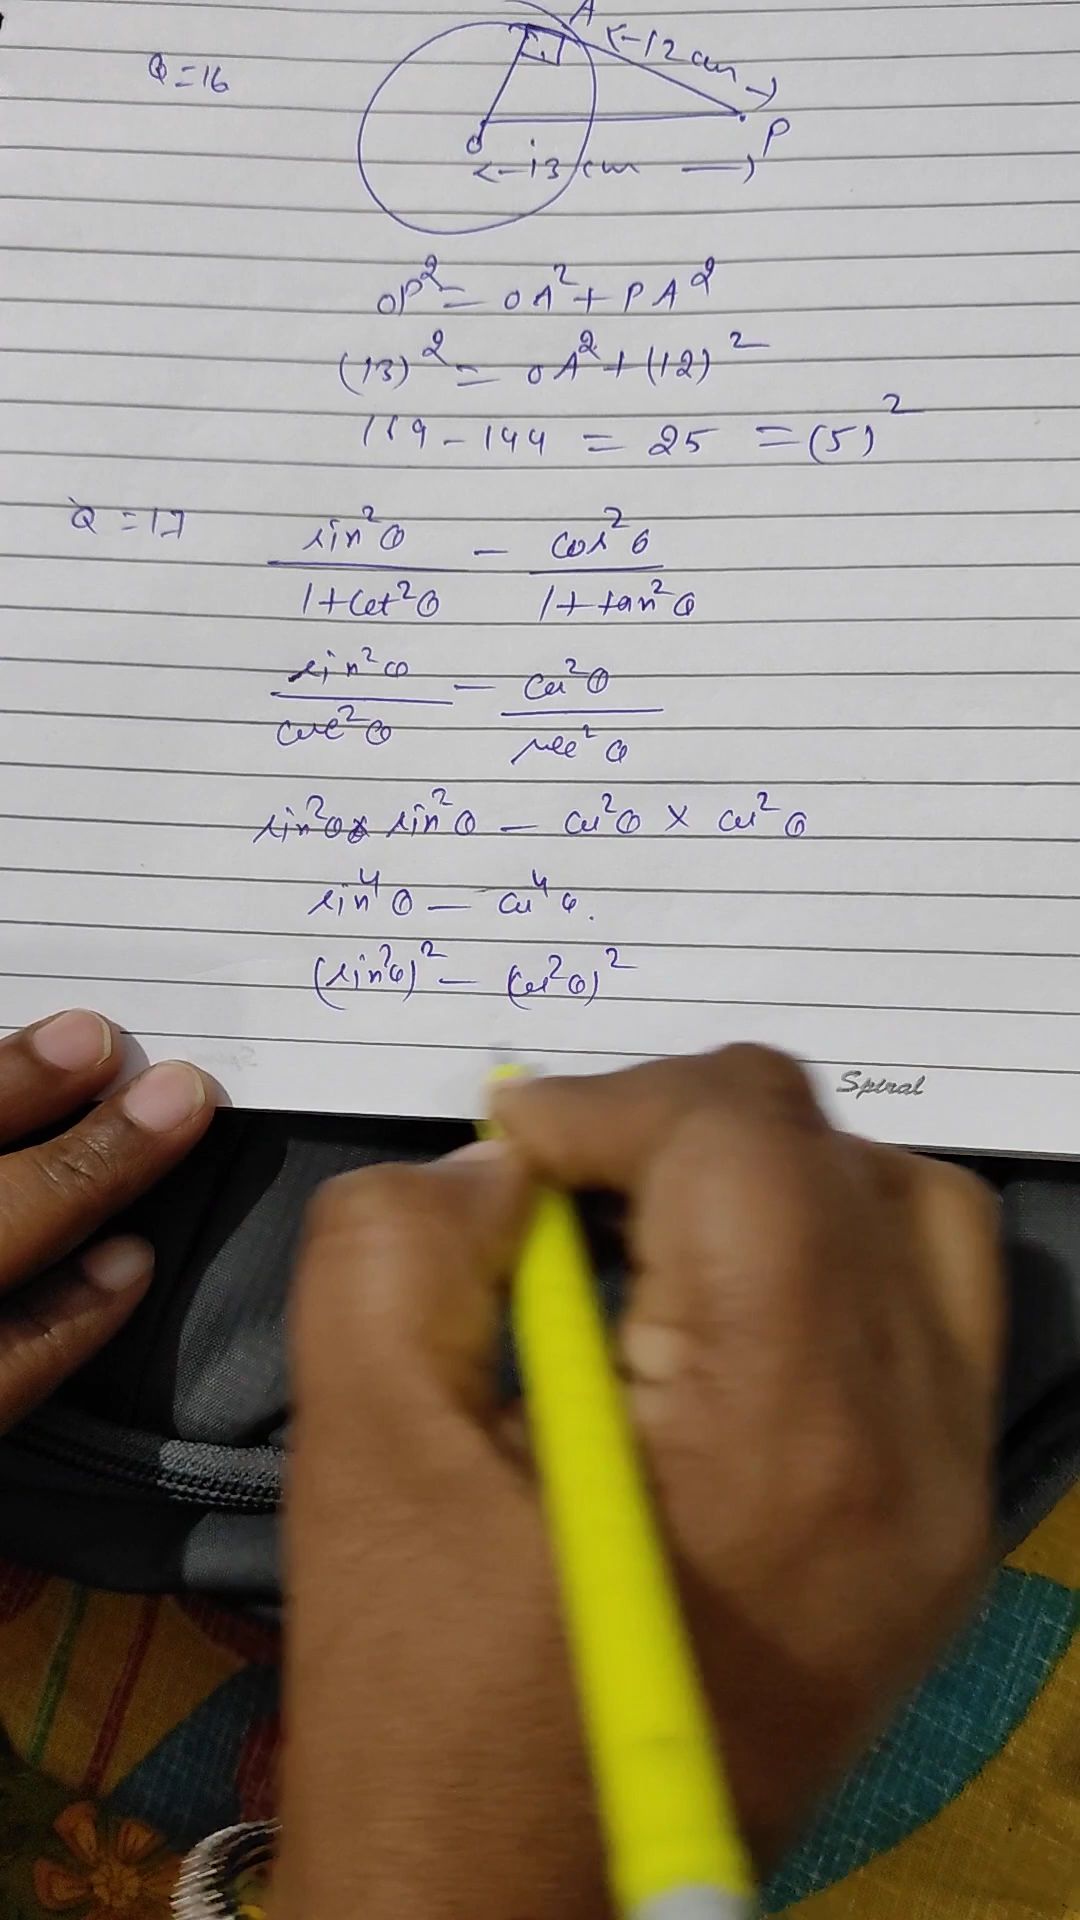 A
Q=16
<-12 cm ->
O
P
<-13 cm ->
OP² = OA² + PA²
(13)² = OA² + (12)²
169 - 144 = 25 = (5)²
Q=17
sin²θ/1+cot²θ - cos²θ/1+tan²θ
sin²θ/cosec²θ - cos²θ/sec²θ
sin²θ × sin²θ - cos²θ × cos²θ
sin⁴θ - cos⁴θ.
(sin²θ)² - (cos²θ)²
Spiral